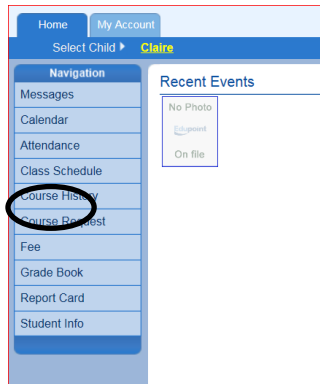 Home
My Account
Select Child
Claire
Navigation
Messages
Calendar
Attendance
Class Schedule
Course History
Course Request
Fee
Grade Book
Report Card
Student Info
Recent Events
No Photo
Edupoint
On file